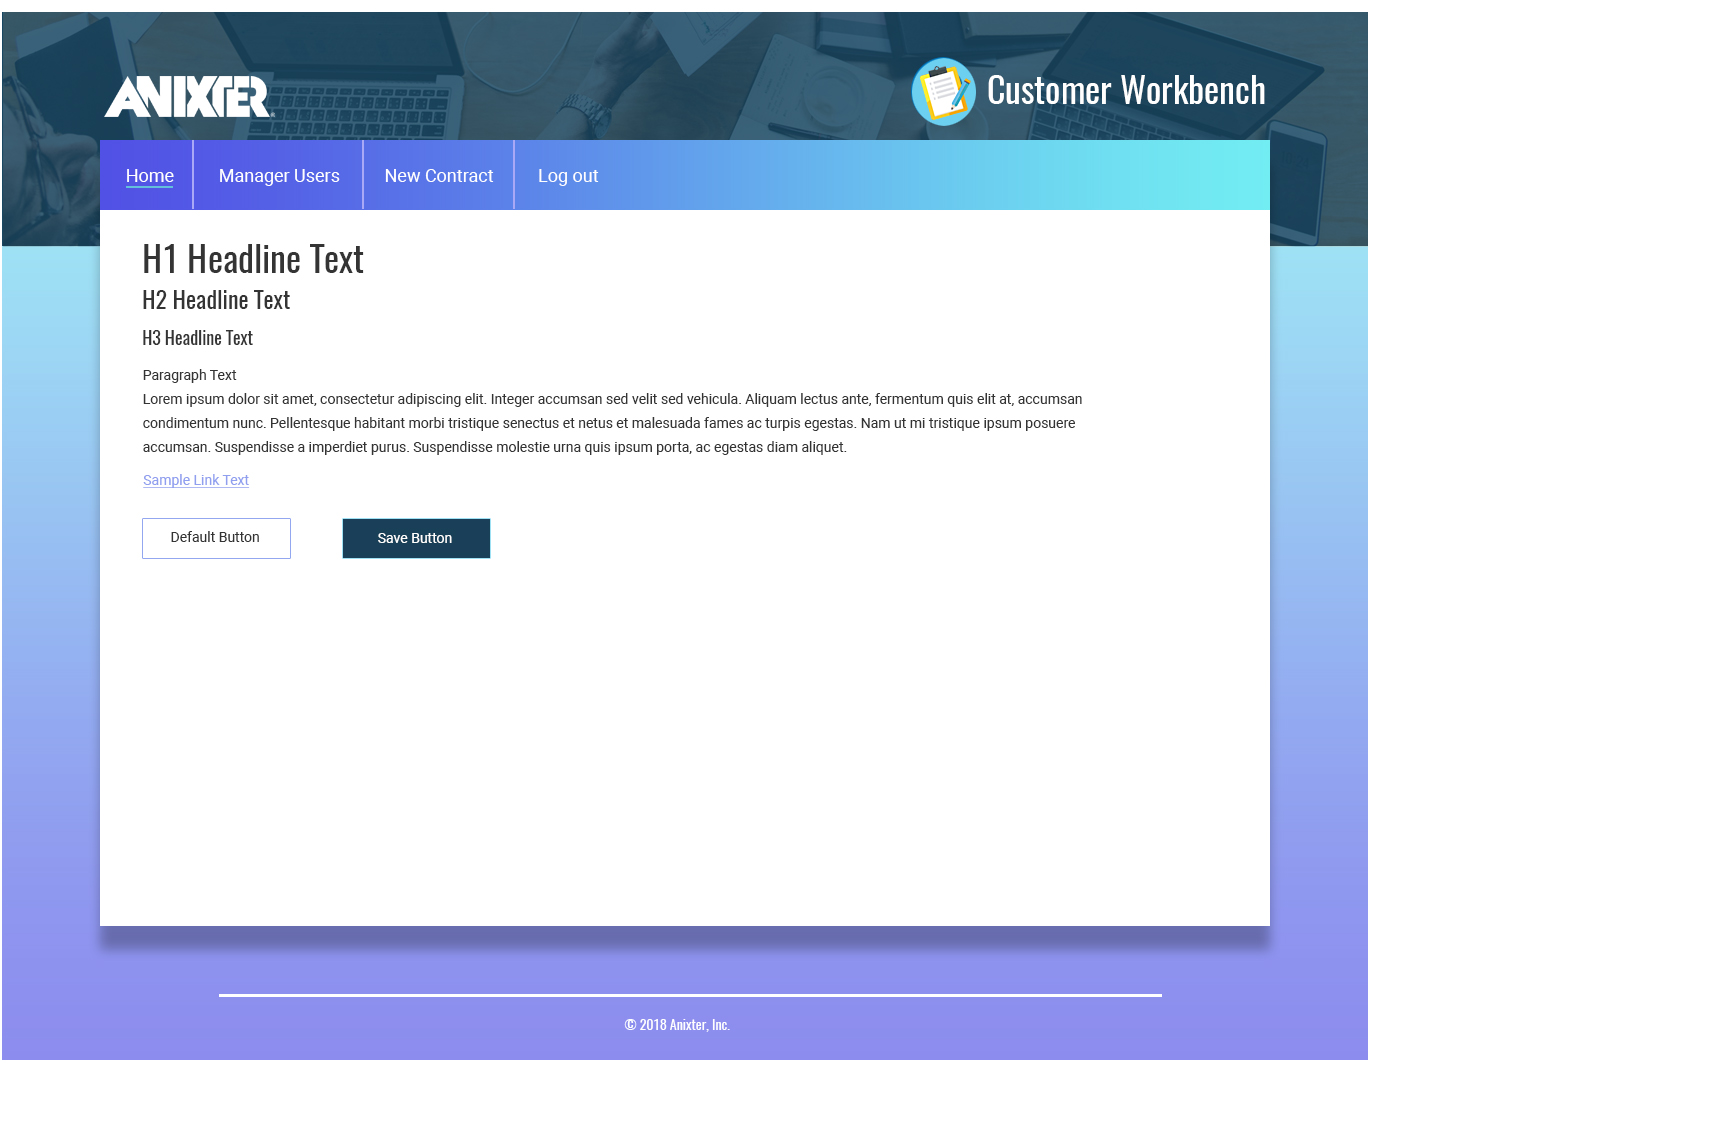 ANIXTER
Customer Workbench
Home Manager Users New Contract Log out
H1 Headline Text
H2 Headline Text
H3 Headline Text
Paragraph Text
Lorem ipsum dolor sit amet, consectetur adipiscing elit. Integer accumsan sed velit sed vehicula. Aliquam lectus ante, fermentum quis elit at, accumsan
condimentum nunc. Pellentesque habitant morbi tristique senectus et netus et malesuada fames ac turpis egestas. Nam ut mi tristique ipsum posuere
accumsan. Suspendisse a imperdiet purus. Suspendisse molestie urna quis ipsum porta, ac egestas diam aliquet.
Sample Link Text
Default Button Save Button
© 2018 Anixter, Inc.